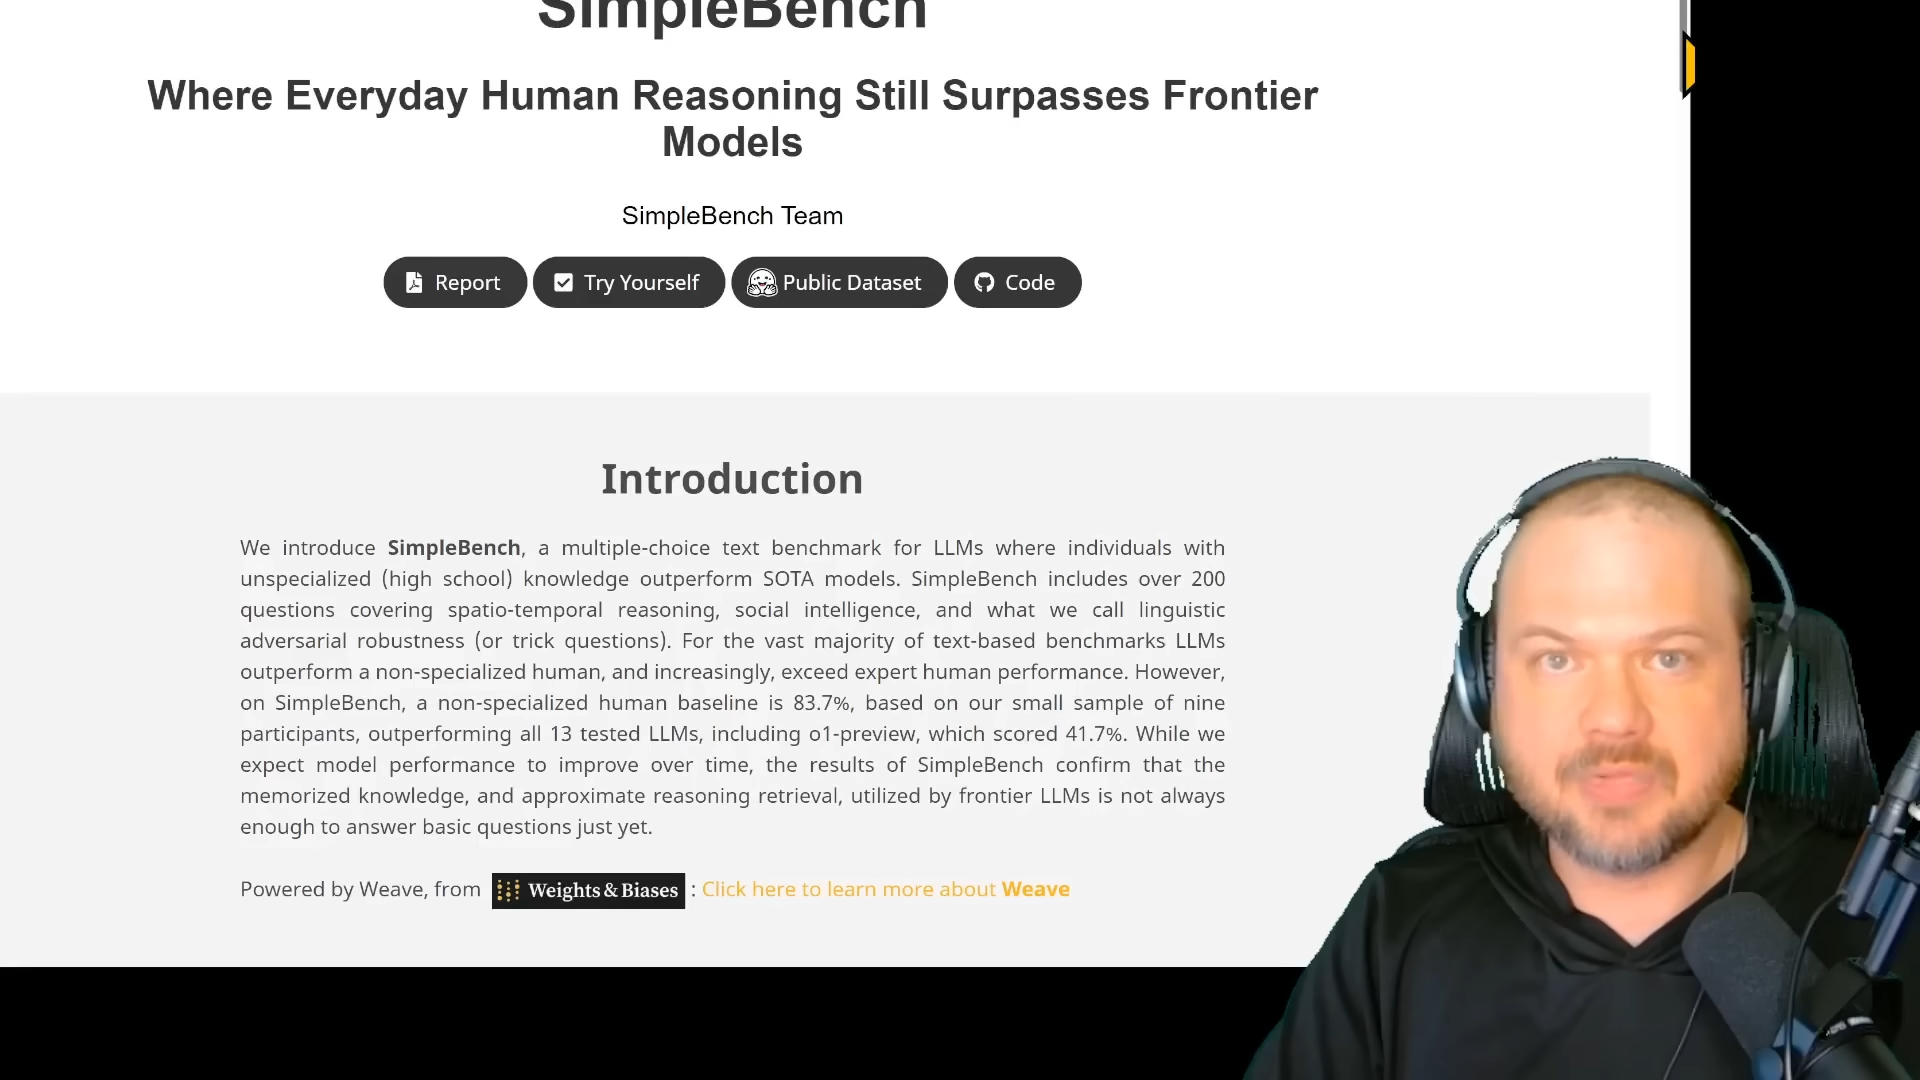 SimpleBench
Where Everyday Human Reasoning Still Surpasses Frontier
Models
SimpleBench Team
Report
Try Yourself
Public Dataset
Code
Introduction
We introduce SimpleBench, a multiple-choice text benchmark for LLMs where individuals with
unspecialized (high school) knowledge outperform SOTA models. SimpleBench includes over 200
questions covering spatio-temporal reasoning, social intelligence, and what we call linguistic
adversarial robustness (or trick questions). For the vast majority of text-based benchmarks LLMs
outperform a non-specialized human, and increasingly, exceed expert human performance. However,
on SimpleBench, a non-specialized human baseline is 83.7%, based on our small sample of nine
participants, outperforming all 13 tested LLMs, including o1-preview, which scored 41.7%. While we
expect model performance to improve over time, the results of SimpleBench confirm that the
memorized knowledge, and approximate reasoning retrieval, utilized by frontier LLMs is not always
enough to answer basic questions just yet.
Powered by Weave, from Weights & Biases : Click here to learn more about Weave